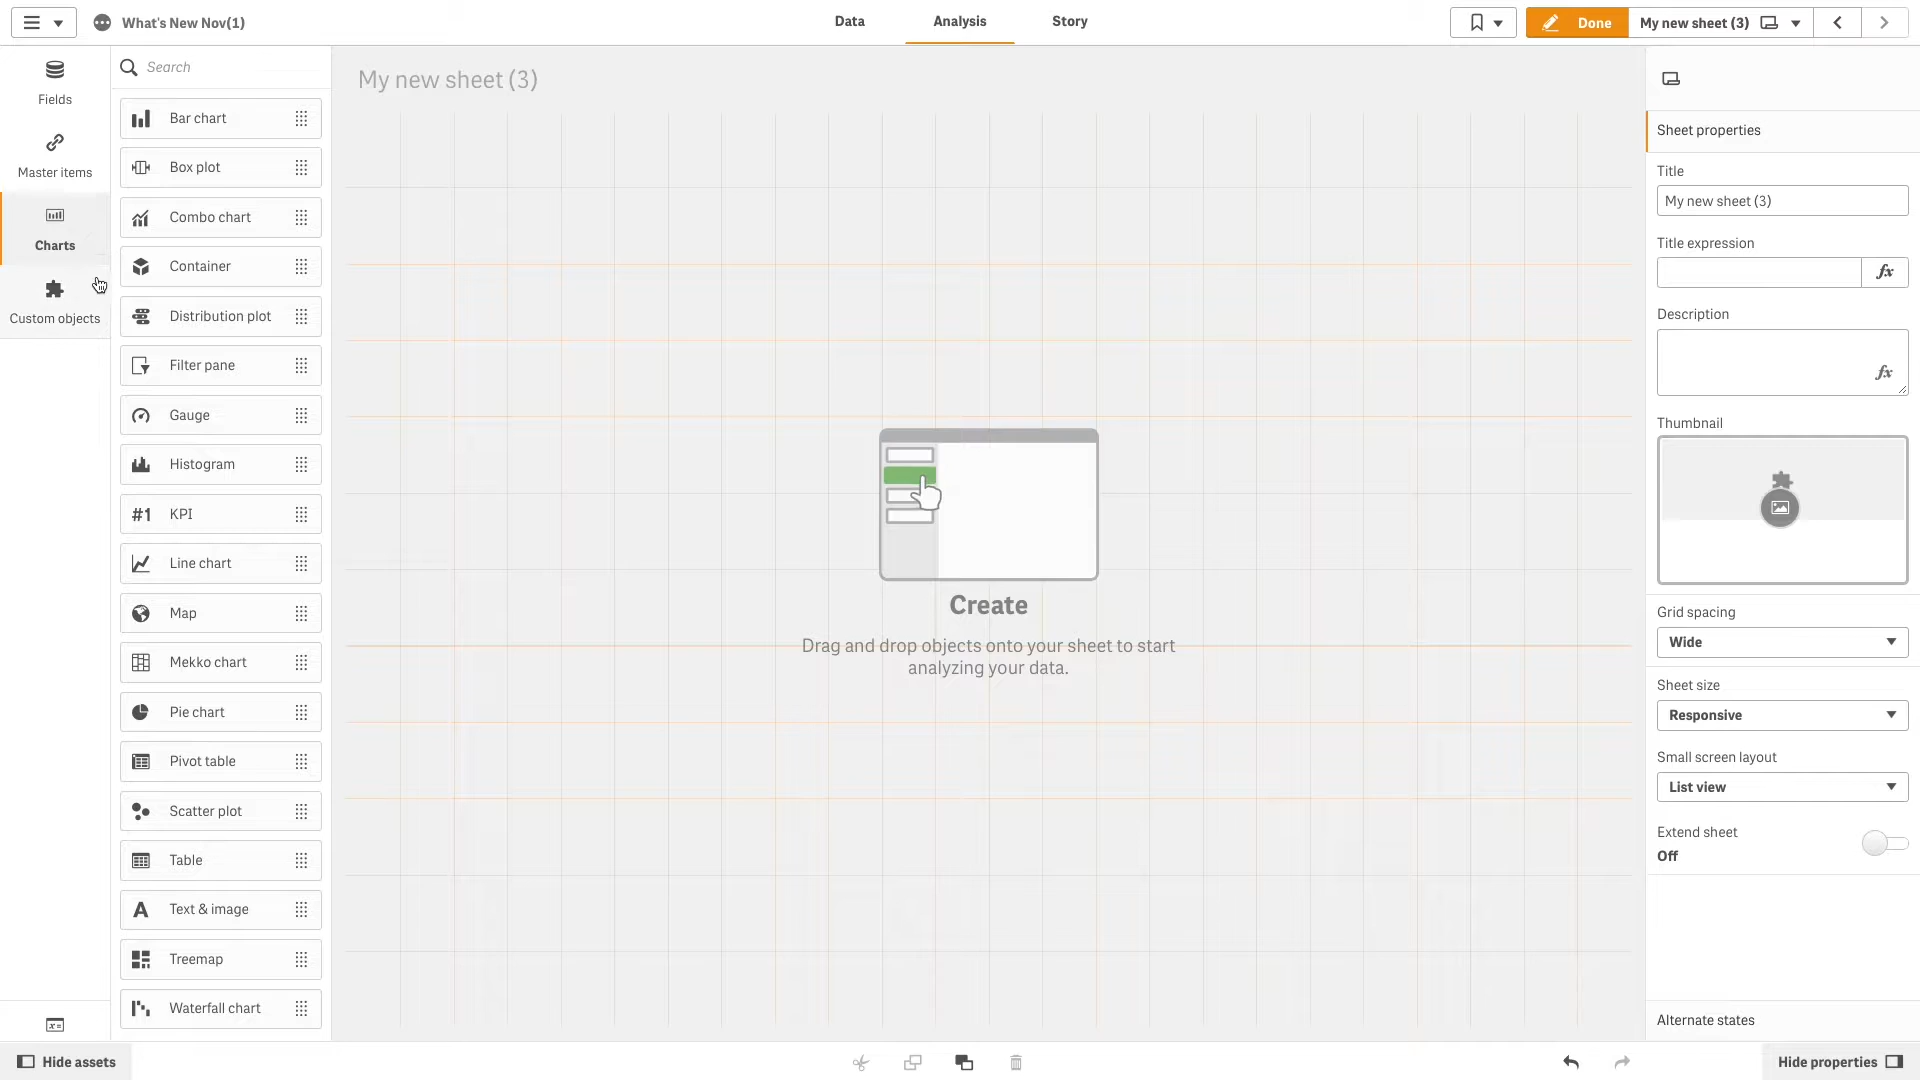 What's New Nov(1)
Data
Analysis
Story
Done
My new sheet (3)
Fields
Master items
Charts
Custom objects
Search
Bar chart
Box plot
Combo chart
Container
Distribution plot
Filter pane
Gauge
Histogram
#1 KPI
Line chart
Map
Mekko chart
Pie chart
Pivot table
Scatter plot
Table
A Text & image
Treemap
Waterfall chart
My new sheet (3)
Create
Drag and drop objects onto your sheet to start
analyzing your data.
Sheet properties
Title
My new sheet (3)
Title expression
fx
Description
fx
Thumbnail
Grid spacing
Wide
Sheet size
Responsive
Small screen layout
List view
Extend sheet
Off
Alternate states
x=
Hide assets
Hide properties